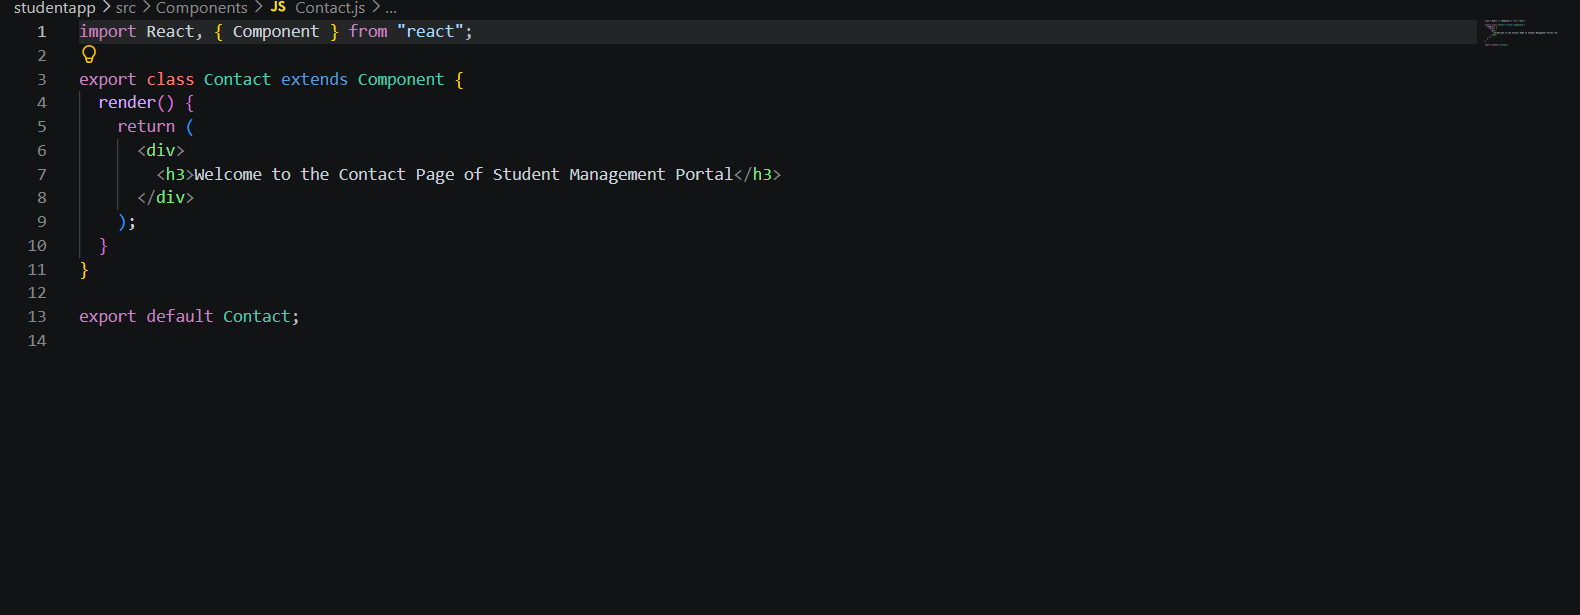 studentapp > src > Components > JS Contact.js > ...
1 import React, { Component } from "react";
2
3 export class Contact extends Component {
4   render() {
5     return (
6       <div>
7         <h3>Welcome to the Contact Page of Student Management Portal</h3>
8       </div>
9     );
10   }
11 }
12
13 export default Contact;
14